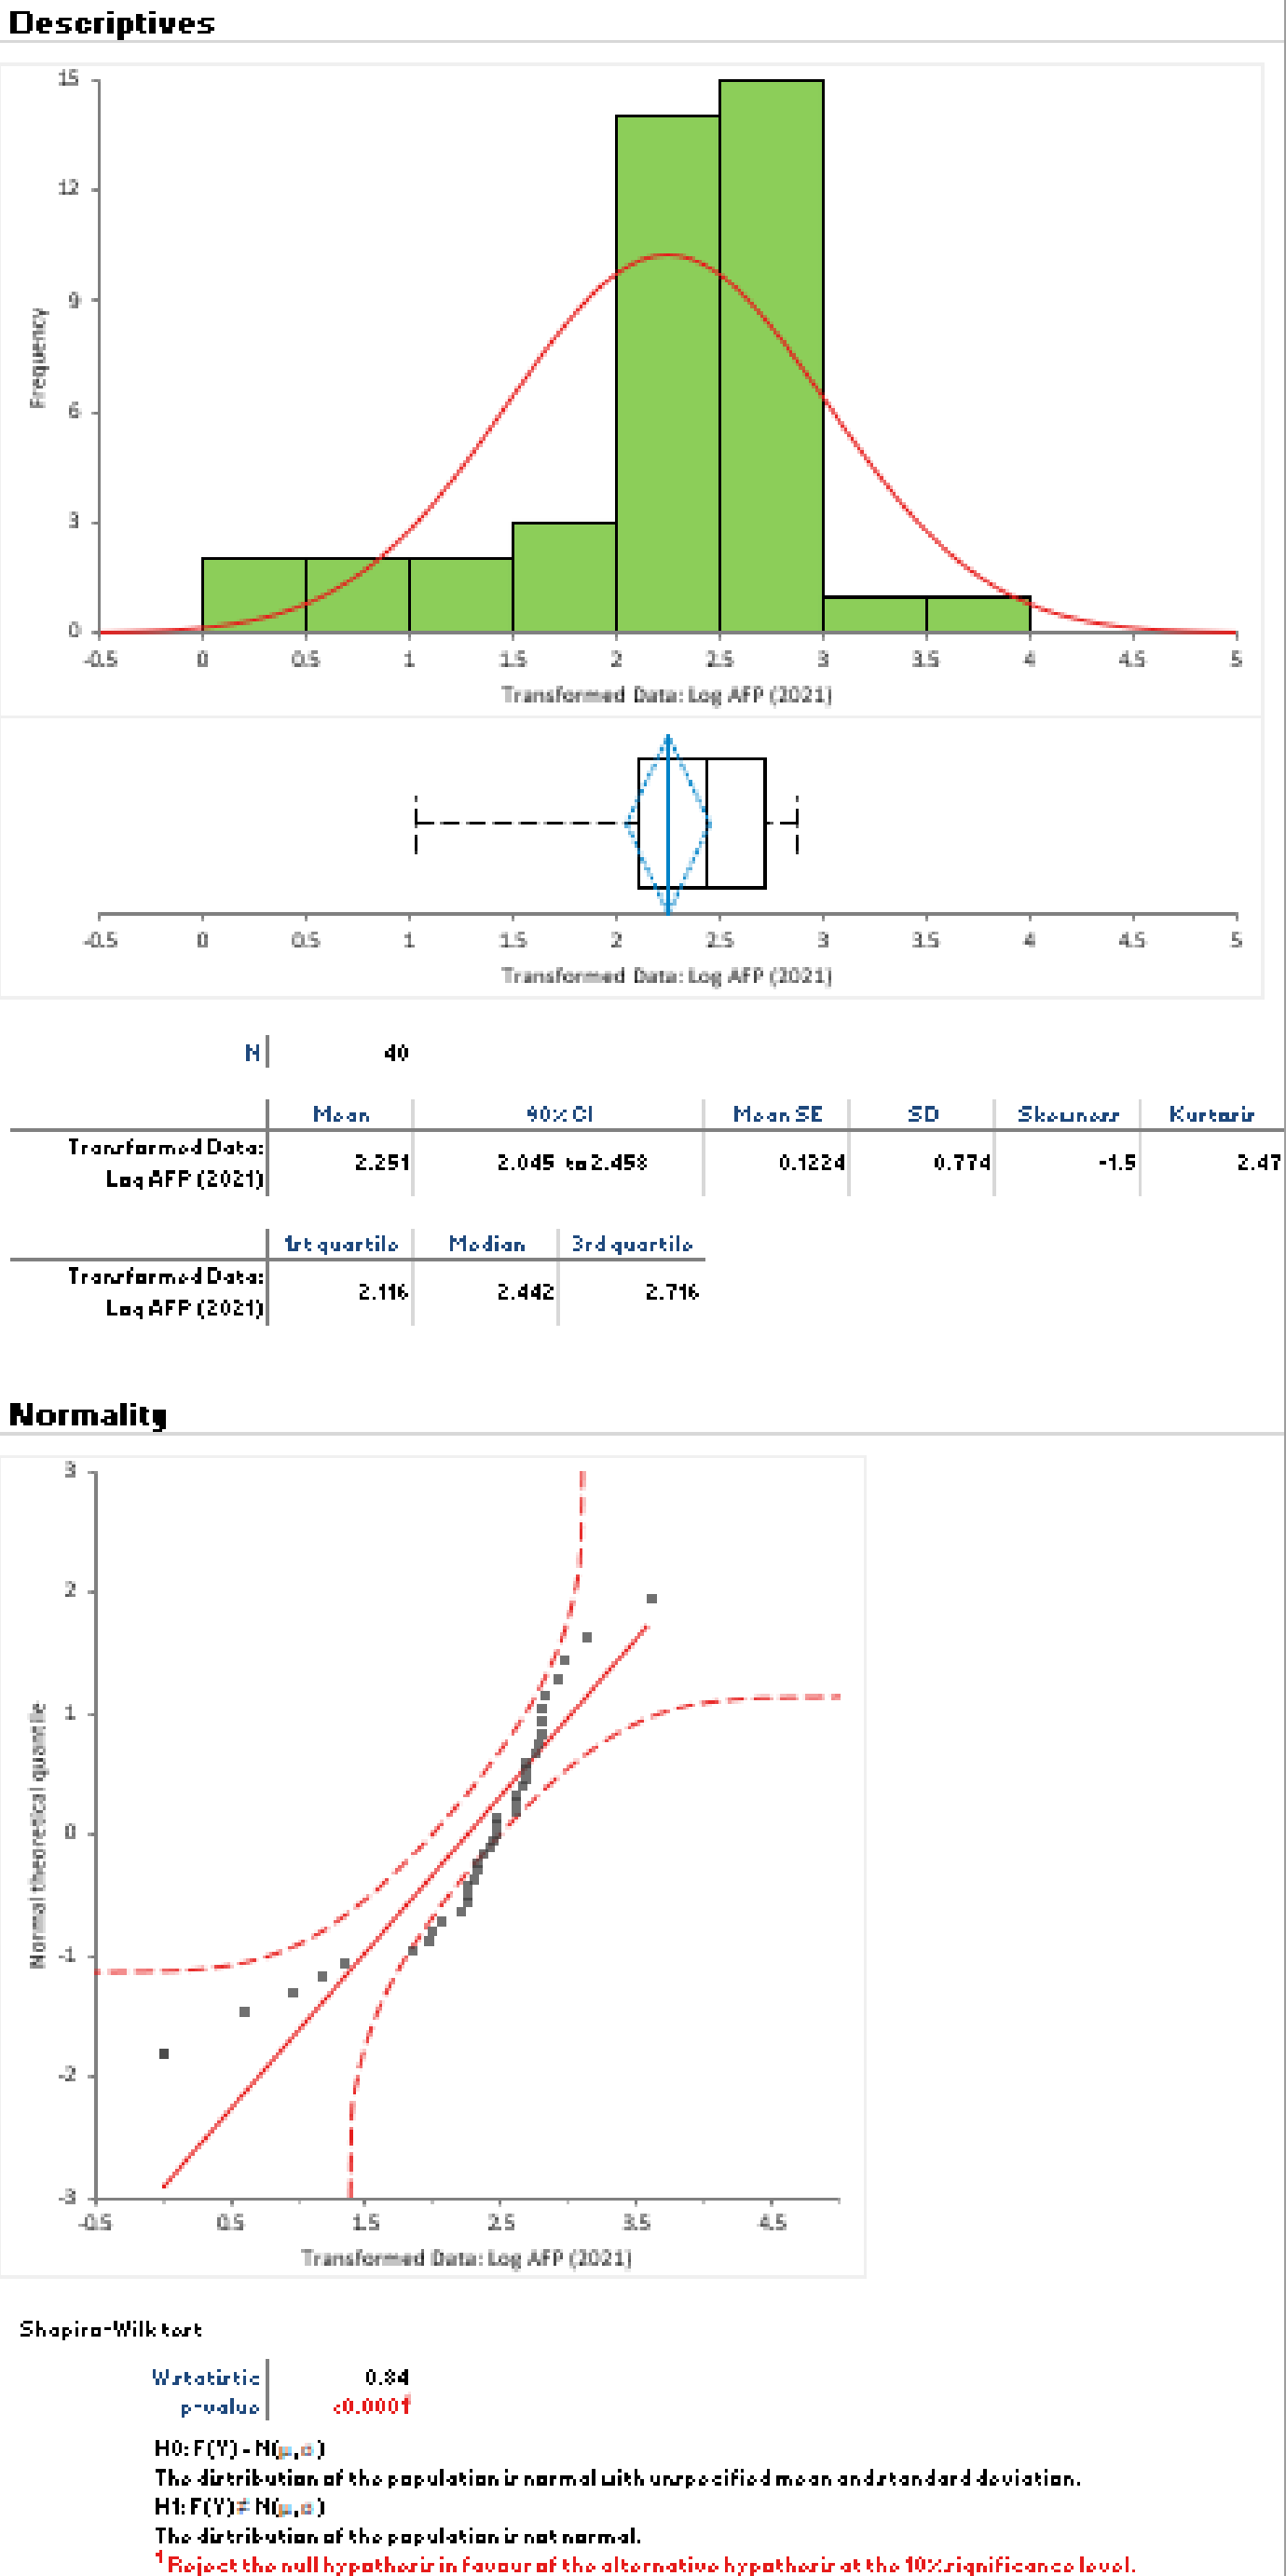 Descriptives
15
12
9
6
3
0
Frequency
-0.5 0 0.5 1 1.5 2 2.5 3 3.5 4 4.5 5
Transformed Data: Log AFP (2021)
-0.5 0 0.5 1 1.5 2 2.5 3 3.5 4 4.5 5
Transformed Data: Log AFP (2021)
N 40
Mean 90% CI Mean SE SD Skewness Kurtosis
Transformed Data:
Log AFP (2021) 2.251 2.045 to 2.458 0.1224 0.774 -1.5 2.47
1st quartile Median 3rd quartile
Transformed Data:
Log AFP (2021) 2.116 2.442 2.716
Normality
3
2
1
0
-1
-2
-3
Normal theoretical quantile
-0.5 0.5 1.5 2.5 3.5 4.5
Transformed Data: Log AFP (2021)
Shapiro-Wilk test
W statistic 0.84
p-value <0.0001¹
H0: F(Y) = N(μ, σ)
The distribution of the population is normal with unspecified mean and standard deviation.
H1: F(Y) ≠ N(μ, σ)
The distribution of the population is not normal.
¹ Reject the null hypothesis in favour of the alternative hypothesis at the 10% significance level.